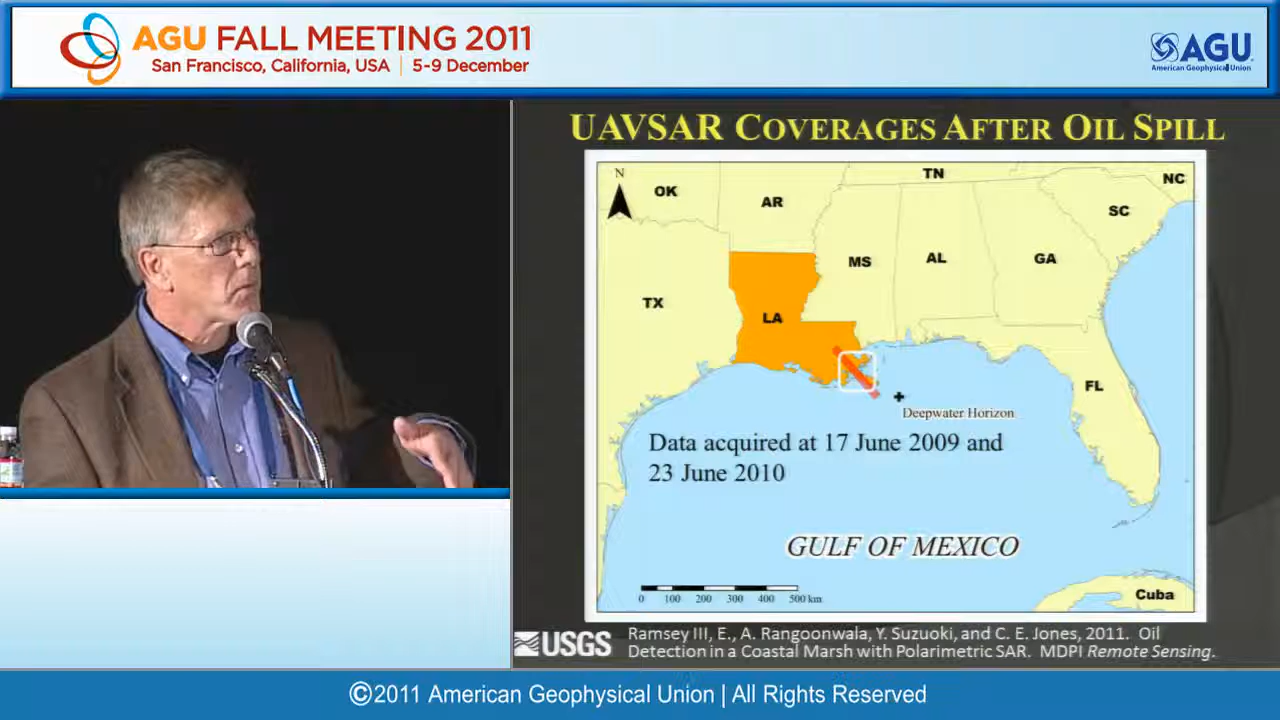 AGU FALL MEETING 2011
San Francisco, California, USA | 5-9 December
AGU
American Geophysical Union
UAVSAR COVERAGES AFTER OIL SPILL
N
OK
AR
TN
NC
SC
MS
AL
GA
TX
LA
FL
Deepwater Horizon
Data acquired at 17 June 2009 and
23 June 2010
GULF OF MEXICO
0 100 200 300 400 500 km
Cuba
USGS
Ramsey III, E., A. Rangoonwala, Y. Suzuoki, and C. E. Jones, 2011. Oil
Detection in a Coastal Marsh with Polarimetric SAR. MDPI Remote Sensing.
©2011 American Geophysical Union | All Rights Reserved